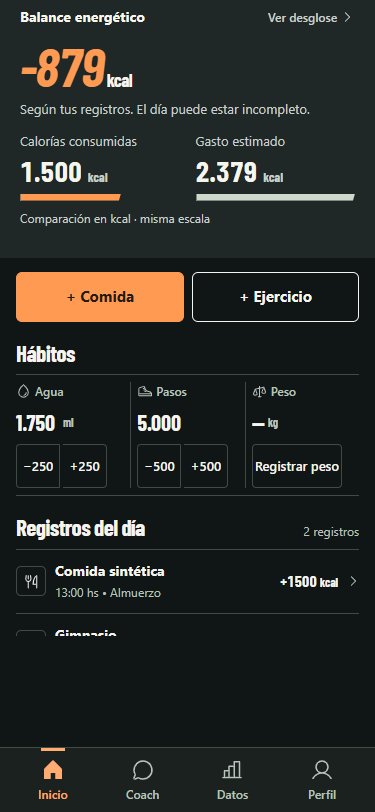 Balance energético
Ver desglose
-879 kcal
Según tus registros. El día puede estar incompleto.
Calorías consumidas
Gasto estimado
1.500 kcal
2.379 kcal
Comparación en kcal · misma escala
+ Comida
+ Ejercicio
Hábitos
Agua
Pasos
Peso
1.750 ml
5.000
— kg
−250
+250
−500
+500
Registrar peso
Registros del día
2 registros
Comida sintética
13:00 hs • Almuerzo
+1500 kcal
Gimnasio
Inicio
Coach
Datos
Perfil